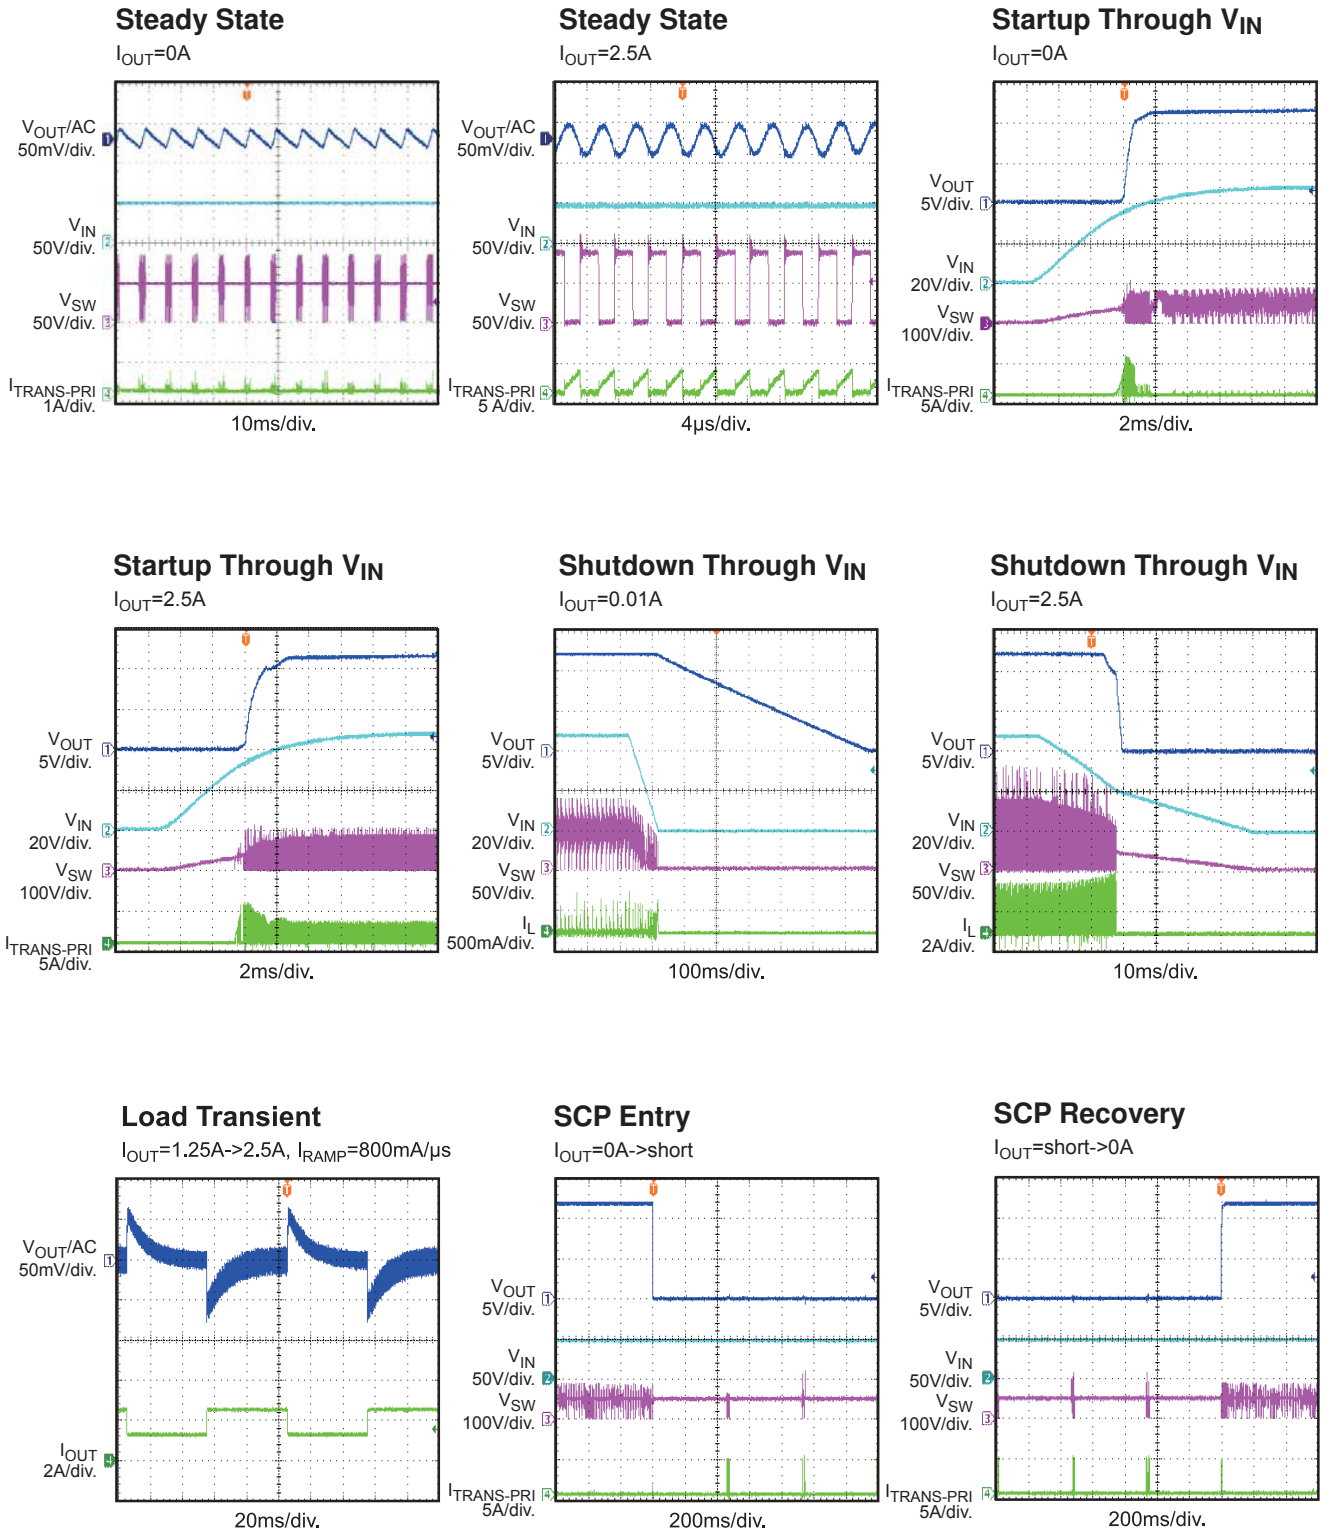 Steady State
IOUT=0A
VOUT/AC
50mV/div.
VIN
50V/div.
VSW
50V/div.
ITRANS-PRI
1A/div.
10ms/div.
Steady State
IOUT=2.5A
VOUT/AC
50mV/div.
VIN
50V/div.
VSW
50V/div.
ITRANS-PRI
5 A/div.
4µs/div.
Startup Through VIN
IOUT=0A
VOUT
5V/div.
VIN
20V/div.
VSW
100V/div.
ITRANS-PRI
5A/div.
2ms/div.
Startup Through VIN
IOUT=2.5A
VOUT
5V/div.
VIN
20V/div.
VSW
100V/div.
ITRANS-PRI
5A/div.
2ms/div.
Shutdown Through VIN
IOUT=0.01A
VOUT
5V/div.
VIN
20V/div.
VSW
50V/div.
IL
500mA/div.
100ms/div.
Shutdown Through VIN
IOUT=2.5A
VOUT
5V/div.
VIN
20V/div.
VSW
50V/div.
IL
2A/div.
10ms/div.
Load Transient
IOUT=1.25A->2.5A, IRAMP=800mA/µs
VOUT/AC
50mV/div.
IOUT
2A/div.
20ms/div.
SCP Entry
IOUT=0A->short
VOUT
5V/div.
VIN
50V/div.
VSW
100V/div.
ITRANS-PRI
5A/div.
200ms/div.
SCP Recovery
IOUT=short->0A
VOUT
5V/div.
VIN
50V/div.
VSW
100V/div.
ITRANS-PRI
5A/div.
200ms/div.